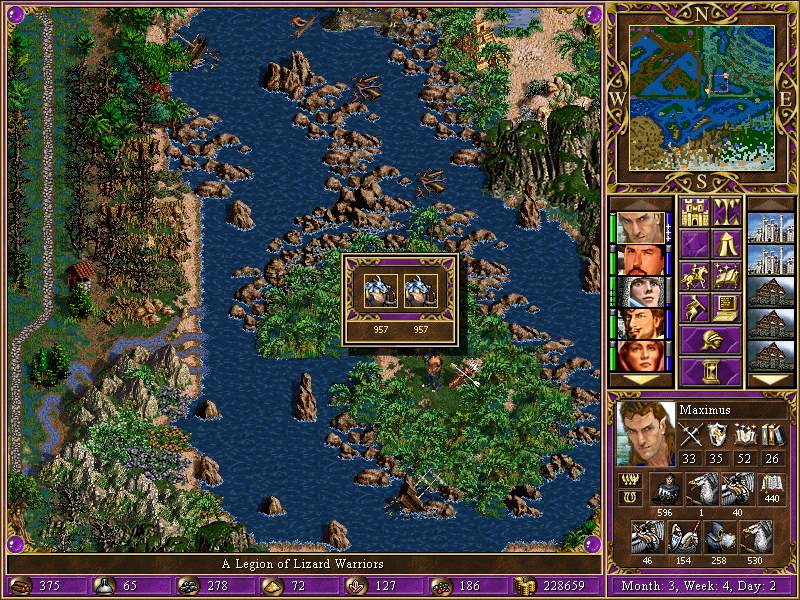 N
W
E
S
957 957
Maximus
33 35 52 26
596 1 40 440
46 154 258 530
A Legion of Lizard Warriors
375 65 278 72 127 186 228659 Month: 3, Week: 4, Day: 2